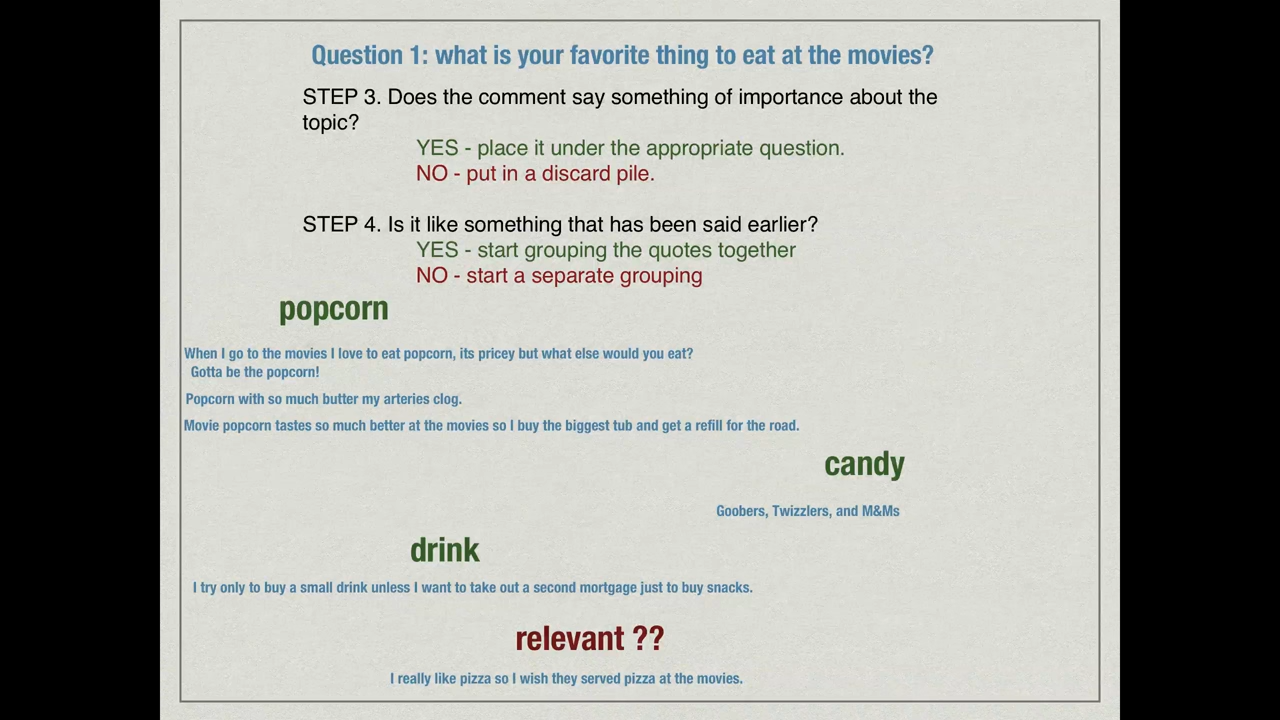 Question 1: what is your favorite thing to eat at the movies?
STEP 3. Does the comment say something of importance about the
topic?
YES - place it under the appropriate question.
NO - put in a discard pile.
STEP 4. Is it like something that has been said earlier?
YES - start grouping the quotes together
NO - start a separate grouping
popcorn
When I go to the movies I love to eat popcorn, its pricey but what else would you eat?
Gotta be the popcorn!
Popcorn with so much butter my arteries clog.
Movie popcorn tastes so much better at the movies so I buy the biggest tub and get a refill for the road.
candy
Goobers, Twizzlers, and M&Ms
drink
I try only to buy a small drink unless I want to take out a second mortgage just to buy snacks.
relevant ??
I really like pizza so I wish they served pizza at the movies.